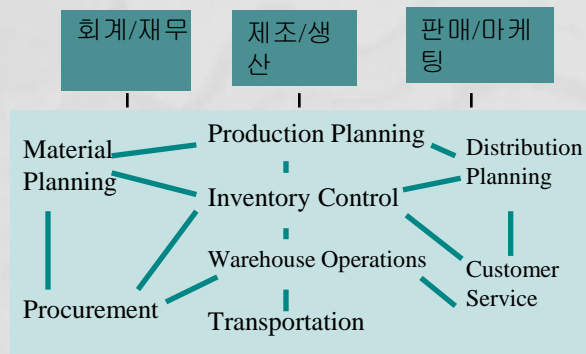 회계/재무
제조/생
산
판매/마케
팅
Material
Planning
Production Planning
Distribution
Planning
Inventory Control
Warehouse Operations
Customer
Service
Procurement
Transportation